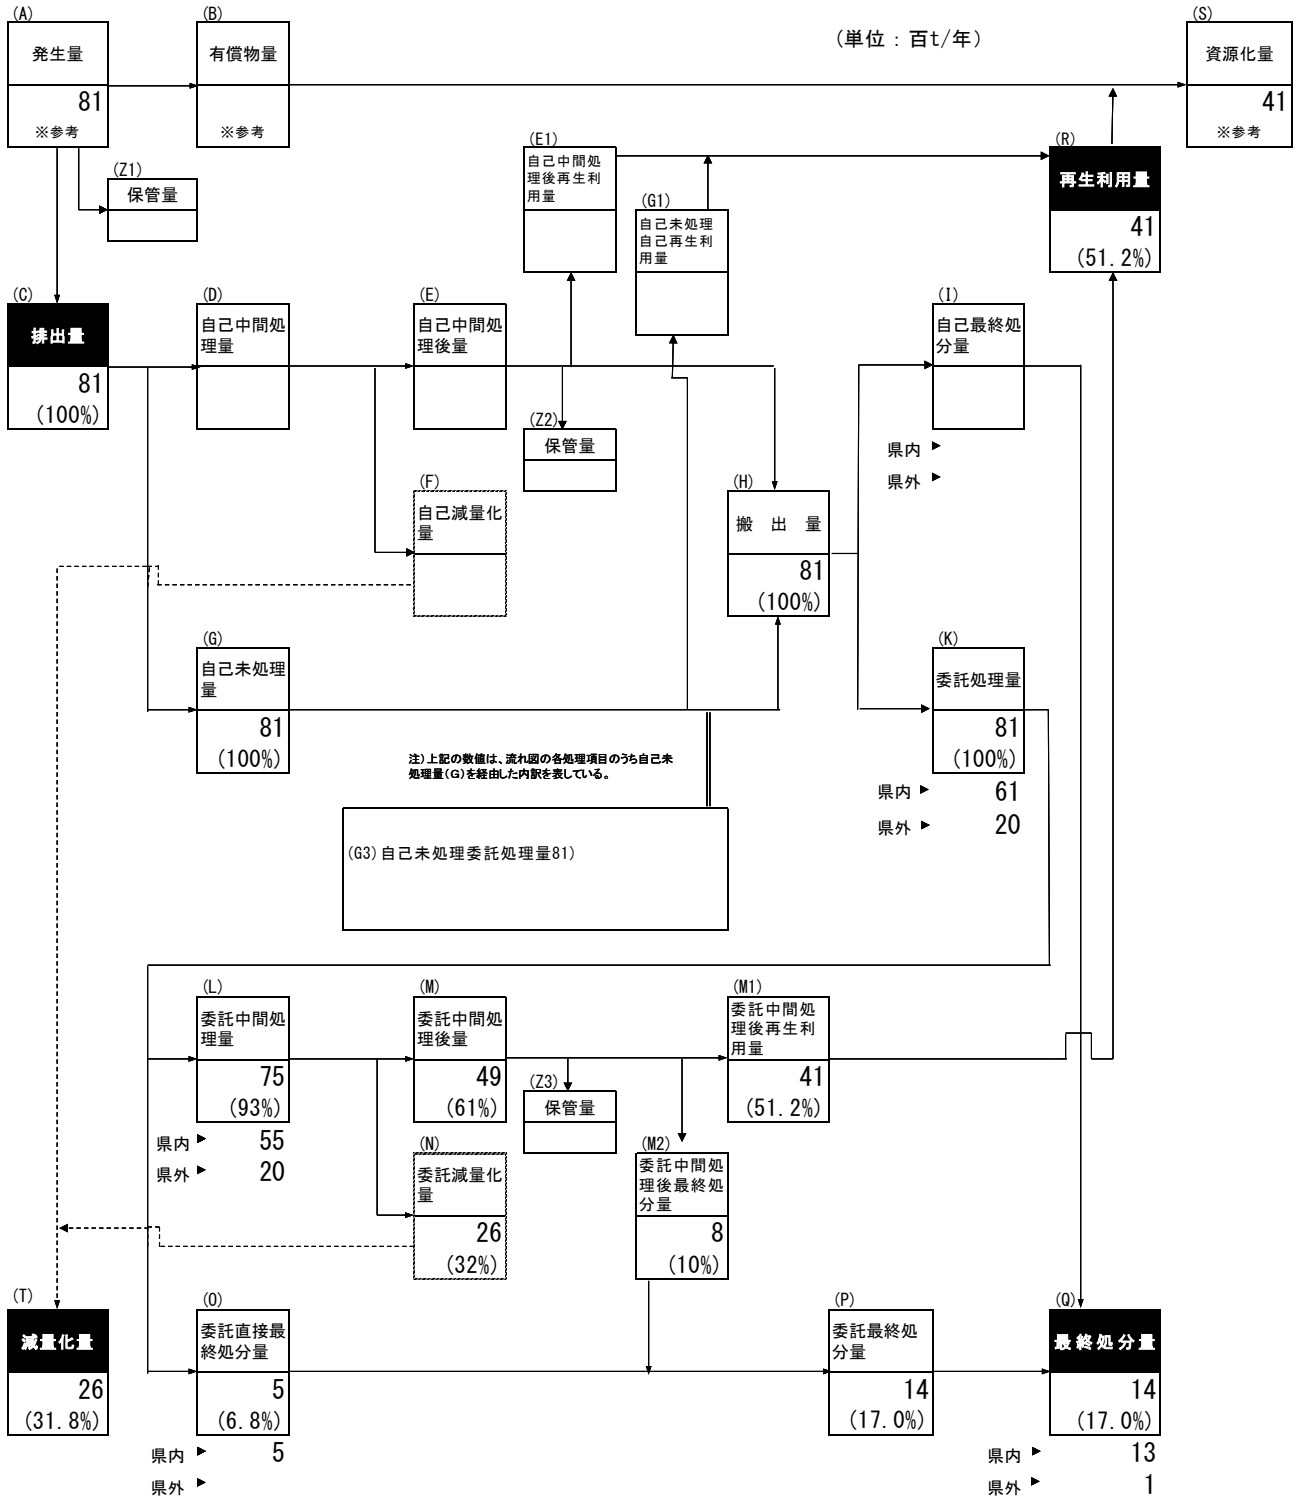 (A)
(B)
(S)
(単位：百t/年)
発生量
81
※参考
有償物量
※参考
資源化量
41
※参考
(Z1)
保管量
(E1)
自己中間処
理後再生利
用量
(G1)
自己未処理
自己再生利
用量
(R)
再生利用量
41
(51.2%)
(C)
排出量
81
(100%)
(D)
自己中間処
理量
(E)
自己中間処
理後量
(I)
自己最終処
分量
県内
県外
(Z2)
保管量
(F)
自己減量化
量
(H)
搬　出　量
81
(100%)
(G)
自己未処理
量
81
(100%)
(K)
委託処理量
81
(100%)
県内 61
県外 20
注)上記の数値は、流れ図の各処理項目のうち自己未
処理量(G)を経由した内訳を表している。
(G3)自己未処理委託処理量81)
(L)
委託中間処
理量
75
(93%)
県内 55
県外 20
(M)
委託中間処
理後量
49
(61%)
(Z3)
保管量
(M1)
委託中間処
理後再生利
用量
41
(51.2%)
(N)
委託減量化
量
26
(32%)
(M2)
委託中間処
理後最終処
分量
8
(10%)
(T)
減量化量
26
(31.8%)
(O)
委託直接最
終処分量
5
(6.8%)
県内 5
県外
(P)
委託最終処
分量
14
(17.0%)
(Q)
最終処分量
14
(17.0%)
県内 13
県外 1